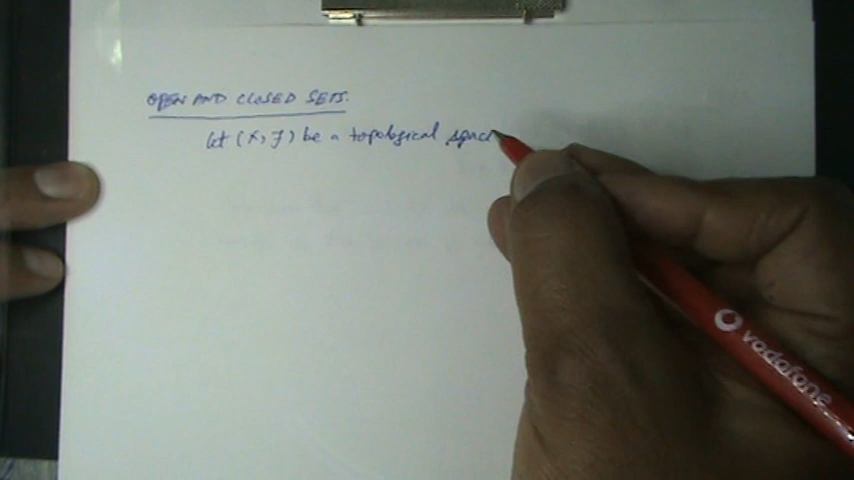 OPEN AND CLOSED SETS.
Let (X, J) be a topological space
vodafone